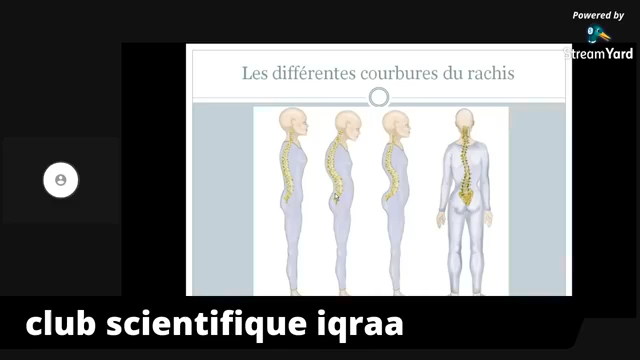 Powered by
StreamYard
Les différentes courbures du rachis
club scientifique iqraa